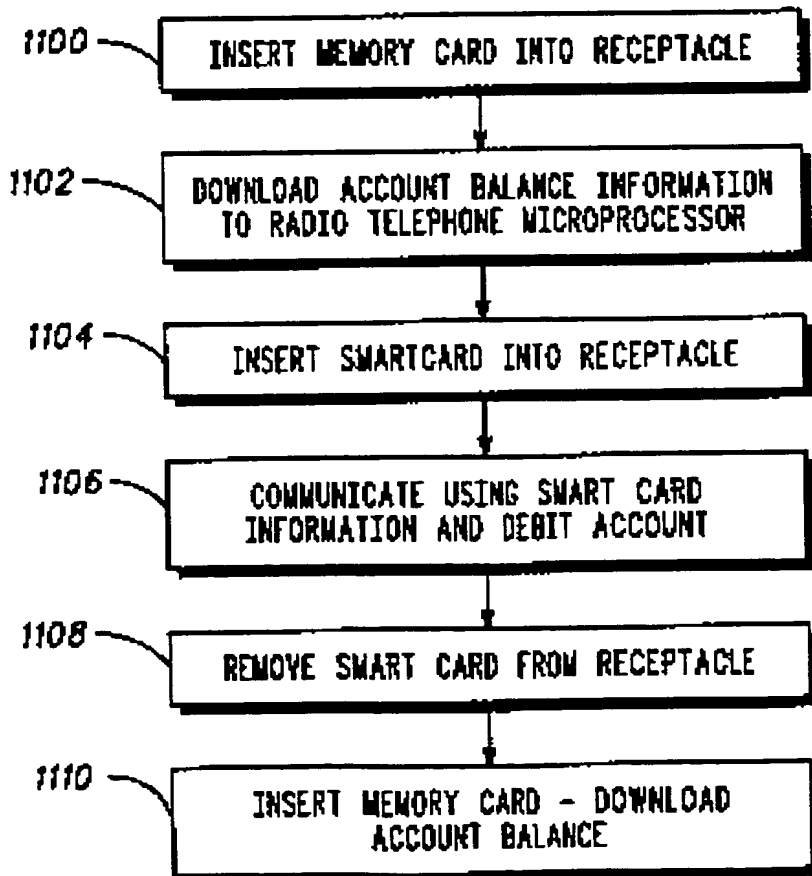 1100
INSERT MEMORY CARD INTO RECEPTACLE
1102
DOWNLOAD ACCOUNT BALANCE INFORMATION
TO RADIO TELEPHONE MICROPROCESSOR
1104
INSERT SMARTCARD INTO RECEPTACLE
1106
COMMUNICATE USING SMART CARD
INFORMATION AND DEBIT ACCOUNT
1108
REMOVE SMART CARD FROM RECEPTACLE
1110
INSERT MEMORY CARD - DOWNLOAD
ACCOUNT BALANCE